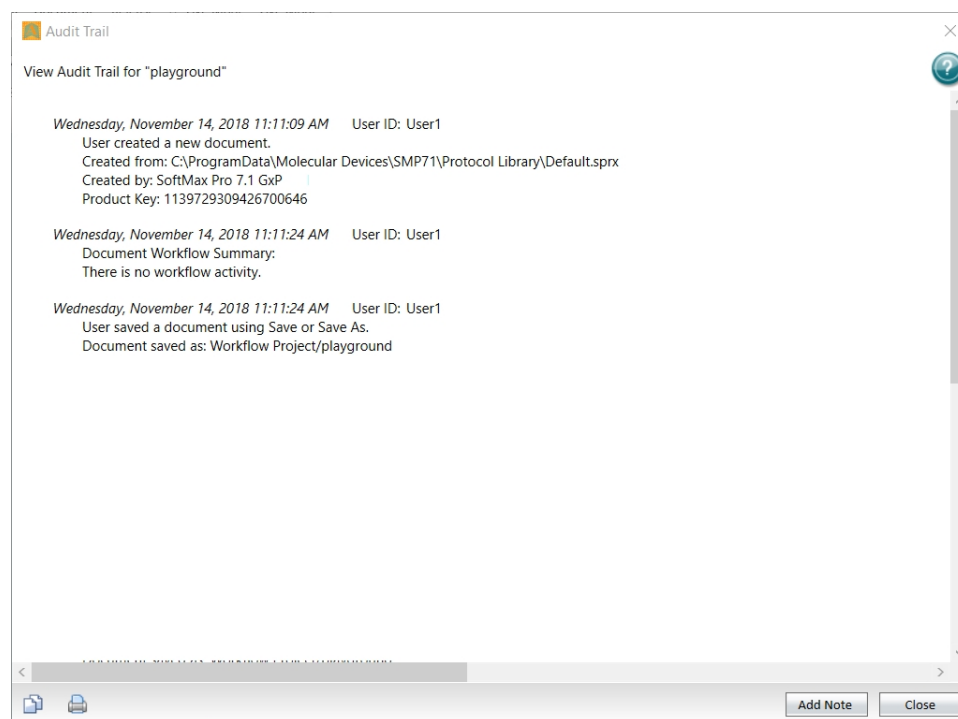 Audit Trail
View Audit Trail for "playground"
Wednesday, November 14, 2018 11:11:09 AM User ID: User1
User created a new document.
Created from: C:\ProgramData\Molecular Devices\SMP71\Protocol Library\Default.sprx
Created by: SoftMax Pro 7.1 GxP
Product Key: 1139729309426700646
Wednesday, November 14, 2018 11:11:24 AM User ID: User1
Document Workflow Summary:
There is no workflow activity.
Wednesday, November 14, 2018 11:11:24 AM User ID: User1
User saved a document using Save or Save As.
Document saved as: Workflow Project/playground
Add Note
Close